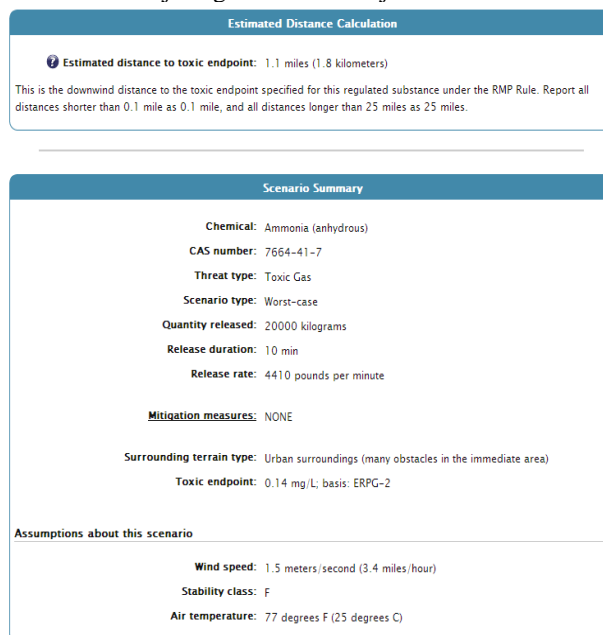 Estimated Distance Calculation
? Estimated distance to toxic endpoint: 1.1 miles (1.8 kilometers)
This is the downwind distance to the toxic endpoint specified for this regulated substance under the RMP Rule. Report all
distances shorter than 0.1 mile as 0.1 mile, and all distances longer than 25 miles as 25 miles.
Scenario Summary
Chemical: Ammonia (anhydrous)
CAS number: 7664-41-7
Threat type: Toxic Gas
Scenario type: Worst-case
Quantity released: 20000 kilograms
Release duration: 10 min
Release rate: 4410 pounds per minute
Mitigation measures: NONE
Surrounding terrain type: Urban surroundings (many obstacles in the immediate area)
Toxic endpoint: 0.14 mg/L; basis: ERPG-2
Assumptions about this scenario
Wind speed: 1.5 meters/second (3.4 miles/hour)
Stability class: F
Air temperature: 77 degrees F (25 degrees C)